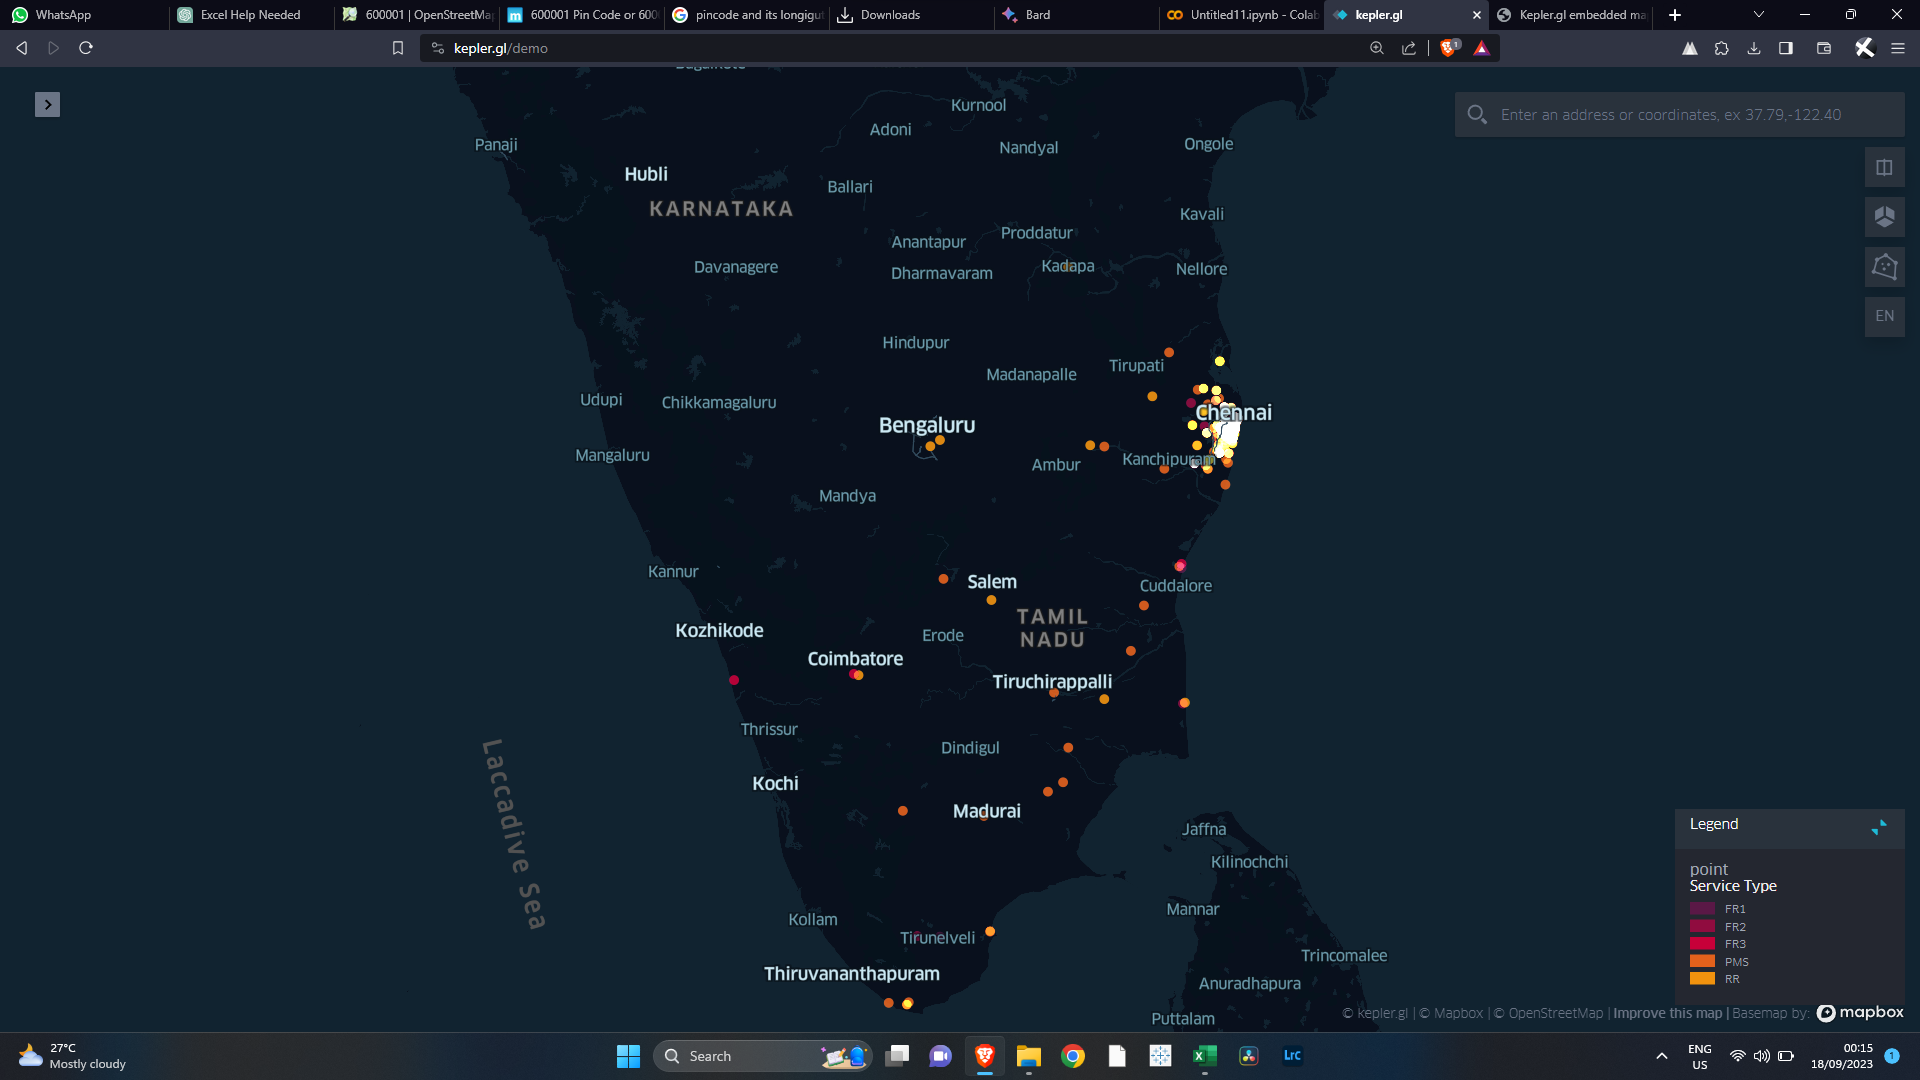 WhatsApp
Excel Help Needed
600001 | OpenStreetMa
600001 Pin Code or 600
pincode and its longigut
Downloads
Bard
Untitled11.ipynb - Colab
kepler.gl
Kepler.gl embedded ma
kepler.gl/demo
1
Enter an address or coordinates, ex 37.79,-122.40
EN
Bagalkote
Kurnool
Adoni
Panaji
Nandyal
Ongole
Hubli
Ballari
KARNATAKA
Kavali
Proddatur
Anantapur
Davanagere
Dharmavaram
Kadapa
Nellore
Hindupur
Tirupati
Madanapalle
Udupi
Chikkamagaluru
Chennai
Bengaluru
Mangaluru
Ambur
Kanchipuram
Mandya
Kannur
Salem
Cuddalore
TAMIL
NADU
Kozhikode
Erode
Coimbatore
Tiruchirappalli
Thrissur
Dindigul
Laccadive Sea
Kochi
Madurai
Jaffna
Kilinochchi
Kollam
Mannar
Tirunelveli
Trincomalee
Thiruvananthapuram
Anuradhapura
Puttalam
Legend
point
Service Type
FR1
FR2
FR3
PMS
RR
© kepler.gl | © Mapbox | © OpenStreetMap | Improve this map | Basemap by: mapbox
27°C
Mostly cloudy
Search
LrC
ENG
US
00:15
18/09/2023
1